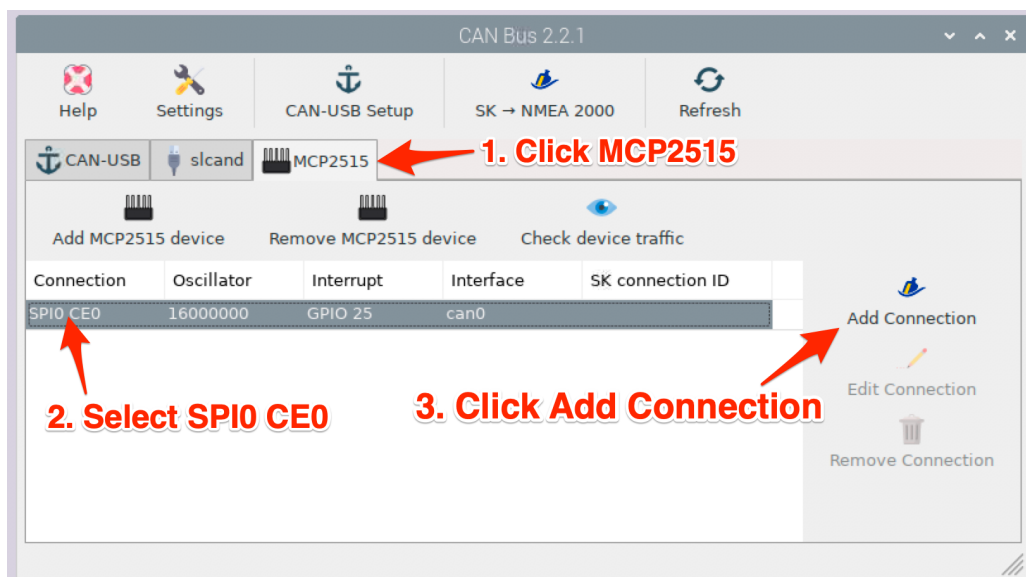 CAN Bus 2.2.1
Help Settings CAN-USB Setup SK → NMEA 2000 Refresh
CAN-USB slcand MCP2515 1. Click MCP2515
Add MCP2515 device Remove MCP2515 device Check device traffic
Connection Oscillator Interrupt Interface SK connection ID
SPI0 CE0 16000000 GPIO 25 can0
Add Connection
Edit Connection
2. Select SPI0 CE0 3. Click Add Connection
Remove Connection